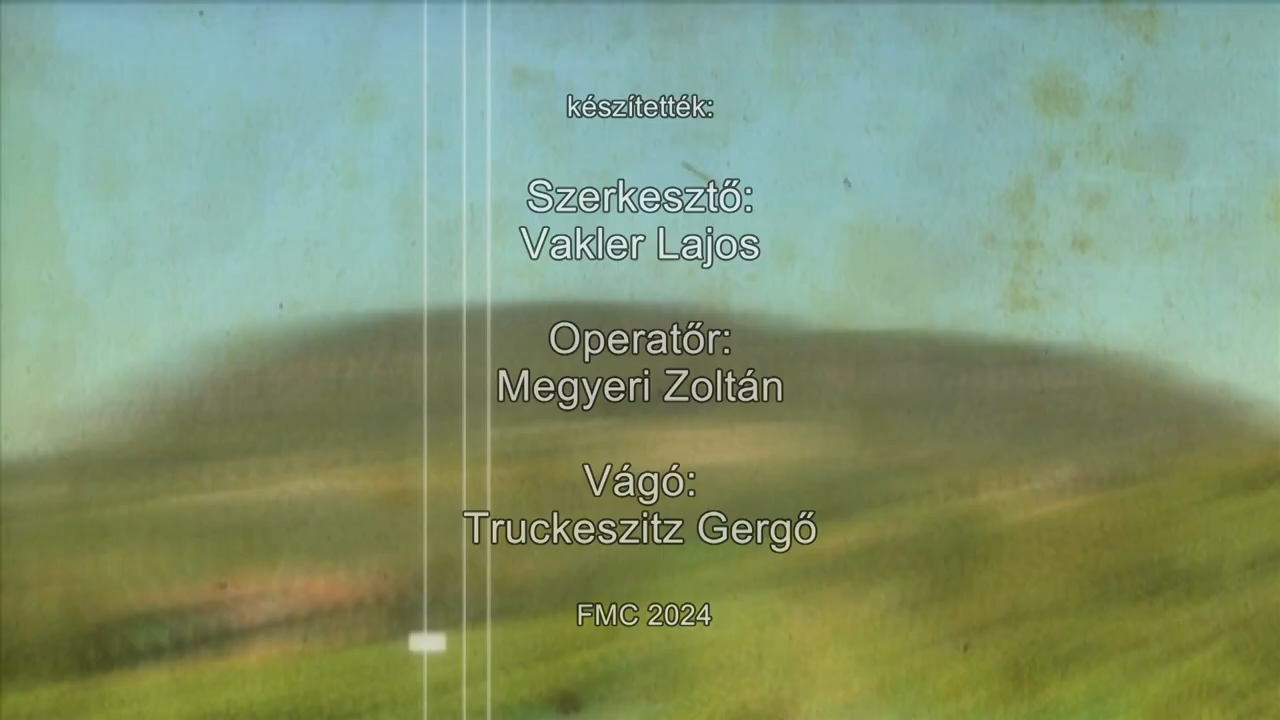 készítették:
Szerkesztő:
Vakler Lajos
Operatőr:
Megyeri Zoltán
Vágó:
Truckeszitz Gergő
FMC 2024